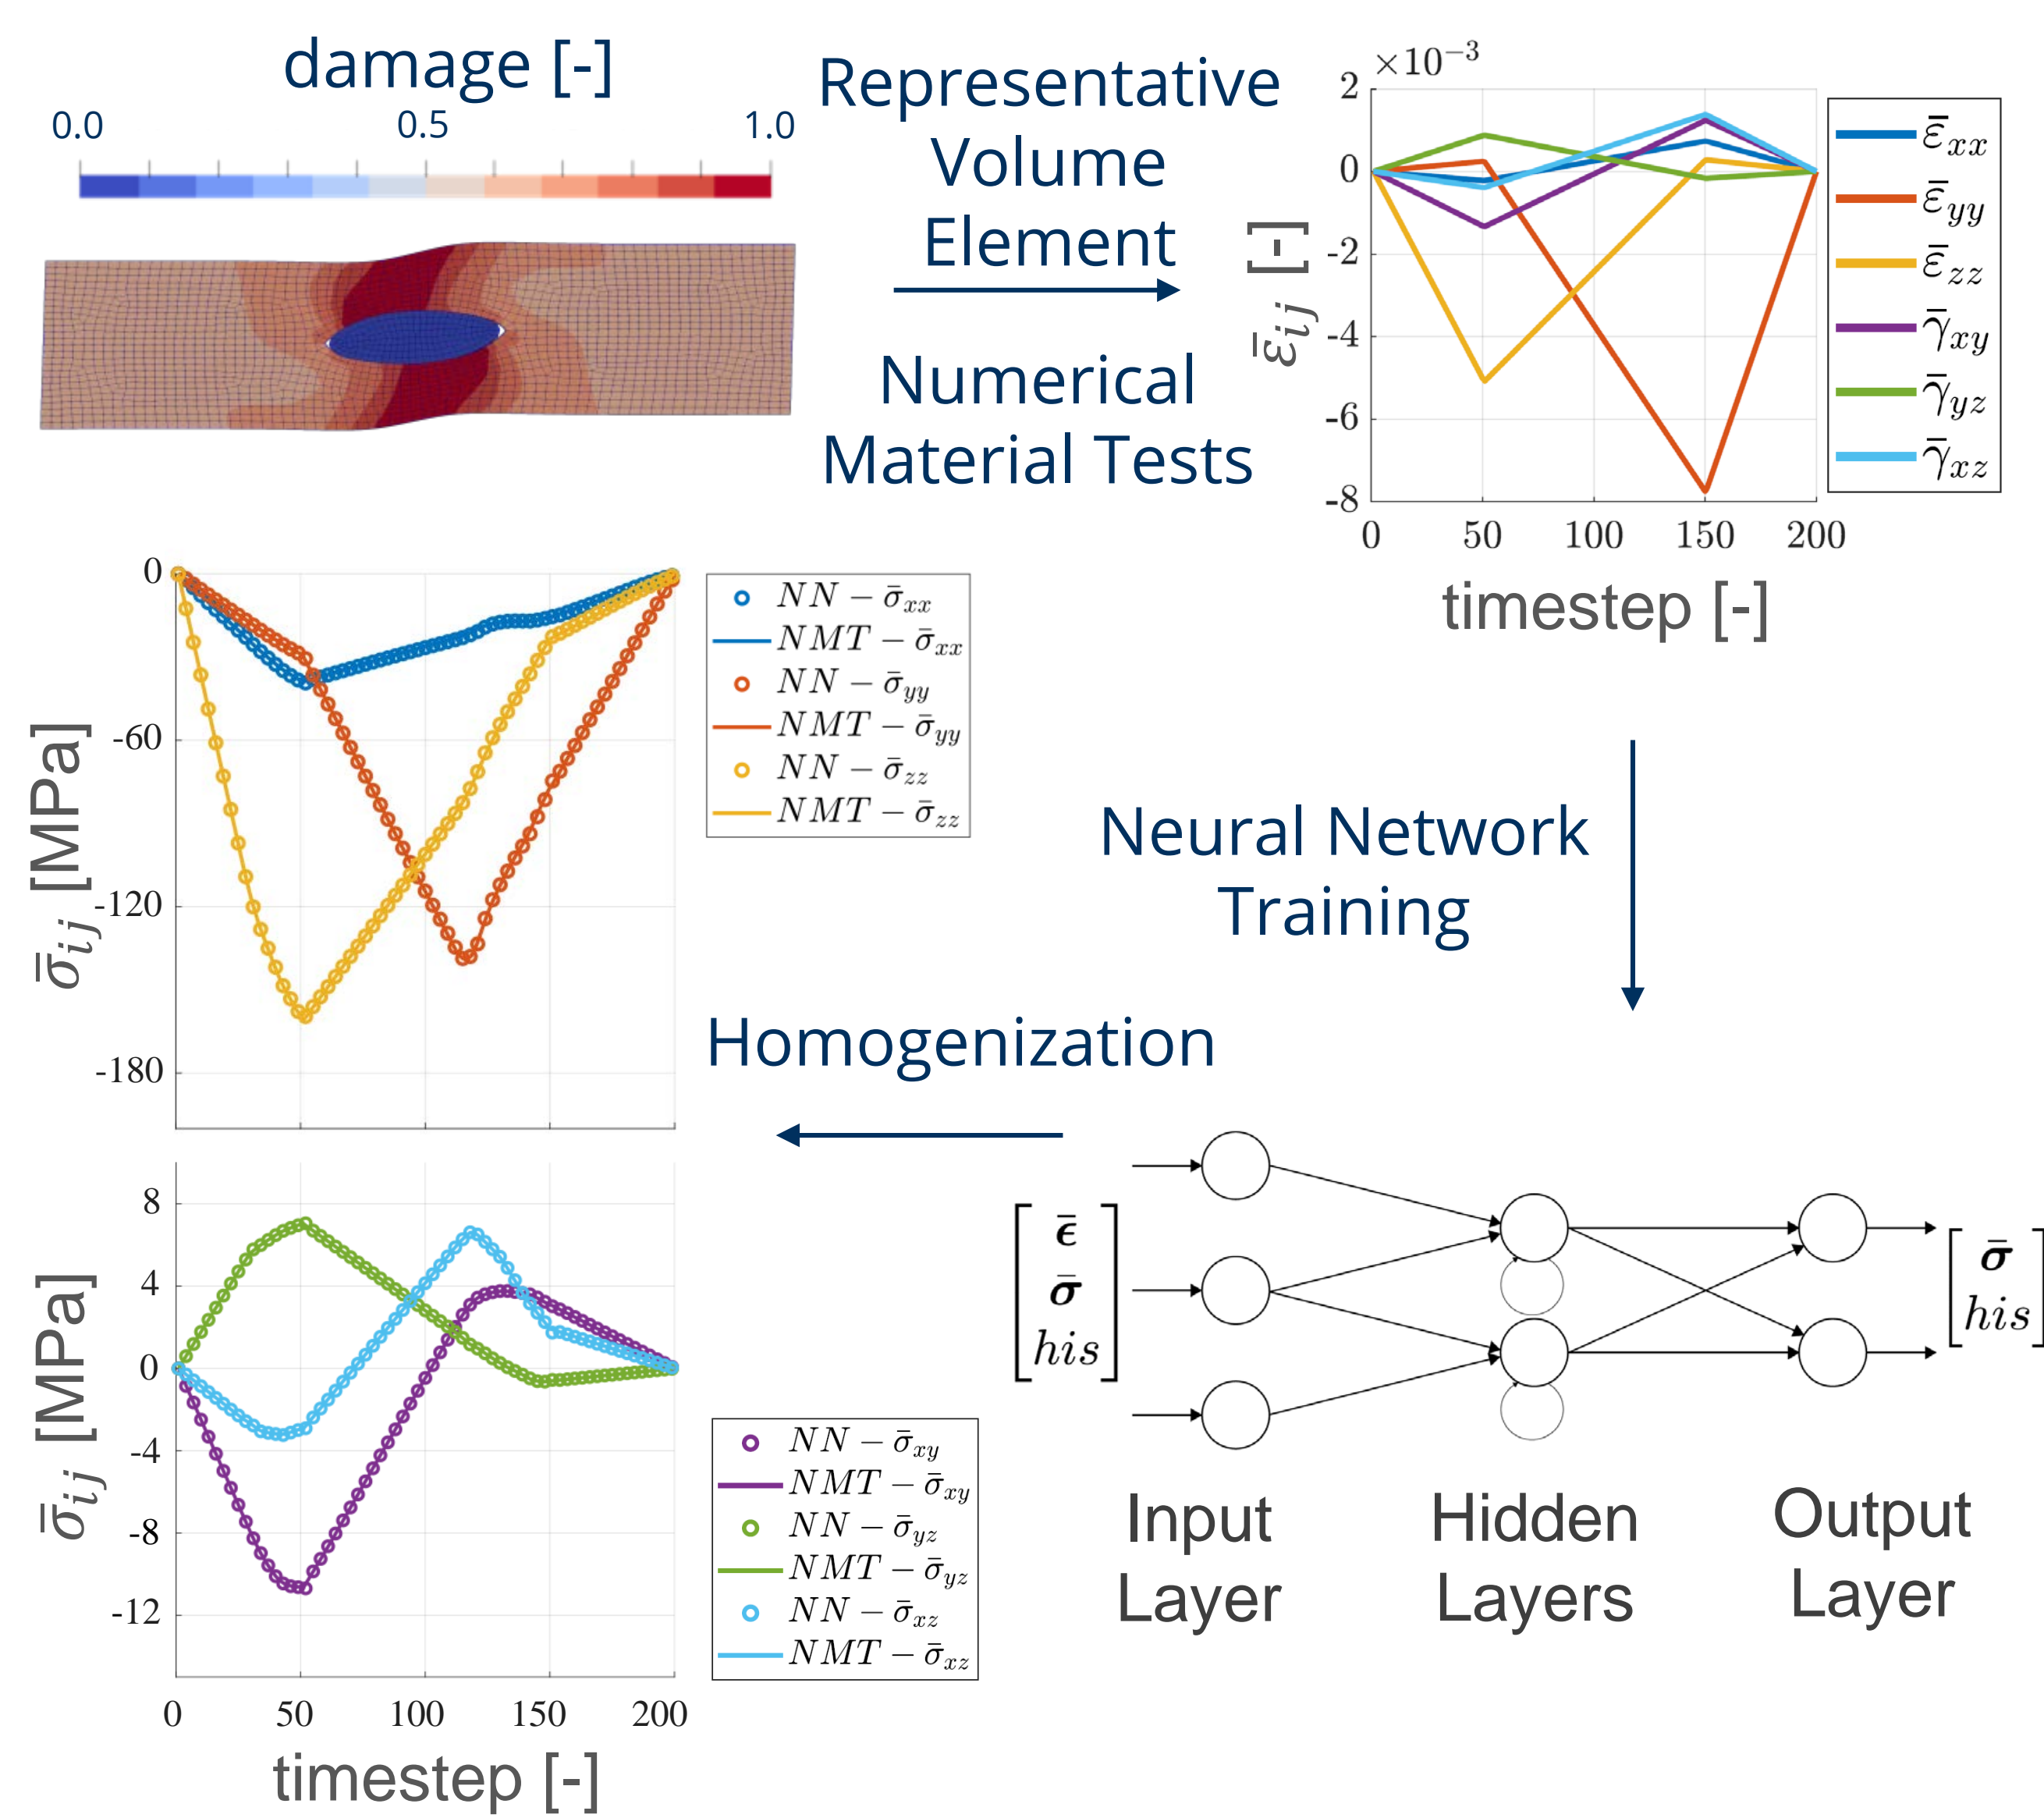 damage [-]
0.0 0.5 1.0
Representative
Volume
Element
Numerical
Material Tests
×10⁻³
2
0
-2
-4
-6
-8
ε̄ᵢⱼ [-]
0 50 100 150 200
timestep [-]
ε̄xx
ε̄yy
ε̄zz
γ̄xy
γ̄yz
γ̄xz
0
-60
-120
-180
σ̄ᵢⱼ [MPa]
NN − σ̄xx
NMT − σ̄xx
NN − σ̄yy
NMT − σ̄yy
NN − σ̄zz
NMT − σ̄zz
Neural Network
Training
Homogenization
8
4
0
-4
-8
-12
σ̄ᵢⱼ [MPa]
0 50 100 150 200
timestep [-]
NN − σ̄xy
NMT − σ̄xy
NN − σ̄yz
NMT − σ̄yz
NN − σ̄xz
NMT − σ̄xz
ϵ̄
σ̄
his
σ̄
his
Input
Layer
Hidden
Layers
Output
Layer